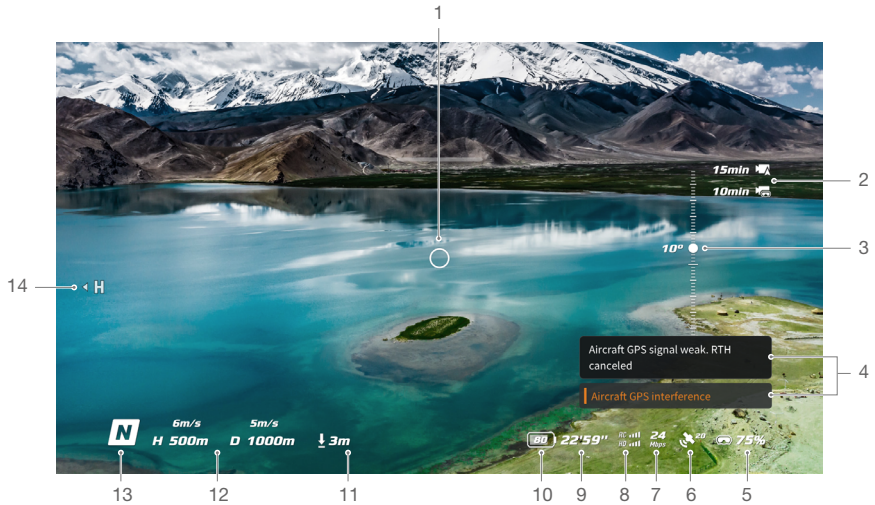 1
15min
10min
2
10°
3
14
H
Aircraft GPS signal weak. RTH
canceled
4
Aircraft GPS interference
N
6m/s
5m/s
H 500m
D 1000m
3m
80
22'59"
RC
HD
24
Mbps
20
75%
13
12
11
10
9
8
7
6
5